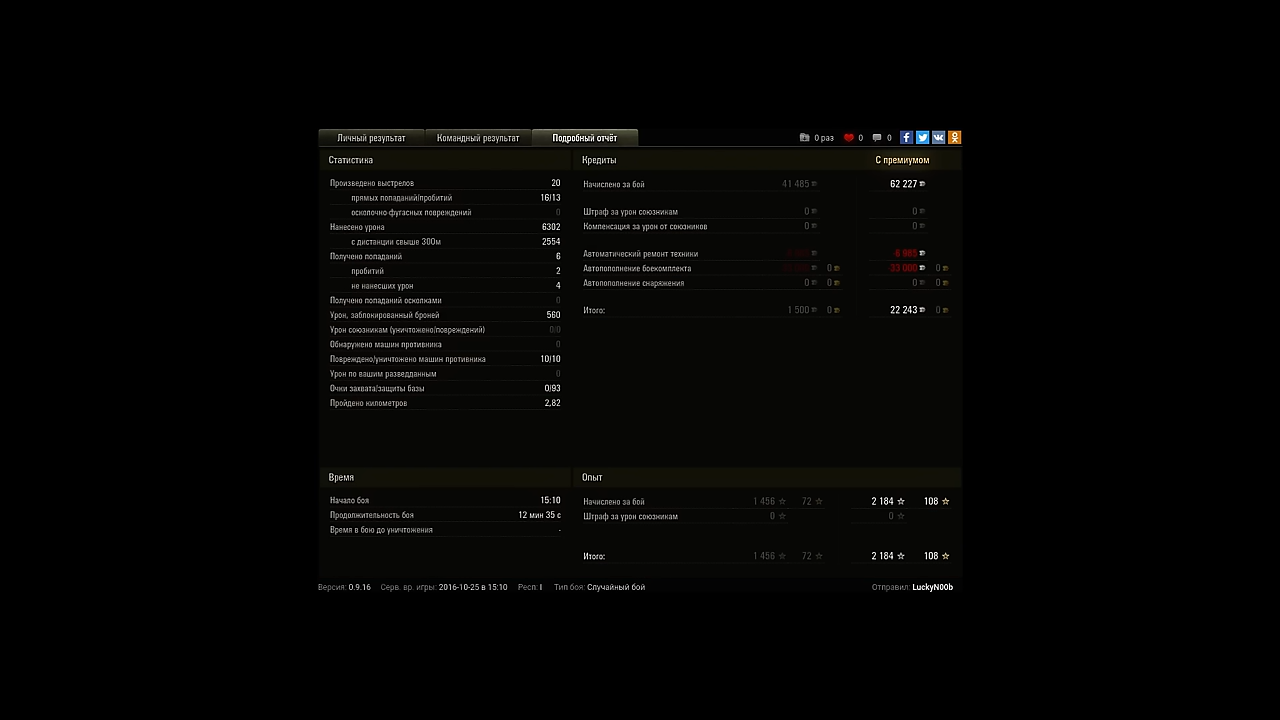 Личный результат Командный результат Подробный отчёт 0 раз 0 0
Статистика
Произведено выстрелов 20
прямых попаданий/пробитий 16/13
осколочно-фугасных повреждений 0
Нанесено урона 6302
с дистанции свыше 300м 2554
Получено попаданий 6
пробитий 2
не нанесших урон 4
Получено попаданий осколками 0
Урон, заблокированный бронёй 560
Урон союзникам (уничтожено/повреждений) 0/0
Обнаружено машин противника 0
Повреждено/уничтожено машин противника 10/10
Урон по вашим разведданным 0
Очки захвата/защиты базы 0/93
Пройдено километров 2,82
Кредиты С премиумом
Начислено за бой 41 485 62 227
Штраф за урон союзникам 0 0
Компенсация за урон от союзников 0 0
Автоматический ремонт техники -6 985
Автопополнение боекомплекта 0 -33 000 0
Автопополнение снаряжения 0 0 0 0
Итого: 1 500 0 22 243 0
Время
Начало боя 15:10
Продолжительность боя 12 мин 35 с
Время в бою до уничтожения -
Опыт
Начислено за бой 1 456 72 2 184 108
Штраф за урон союзникам 0 0
Итого: 1 456 72 2 184 108
Версия: 0.9.16 Серв. вр. игры: 2016-10-25 в 15:10 Респ: I Тип боя: Случайный бой Отправил: LuckyN00b